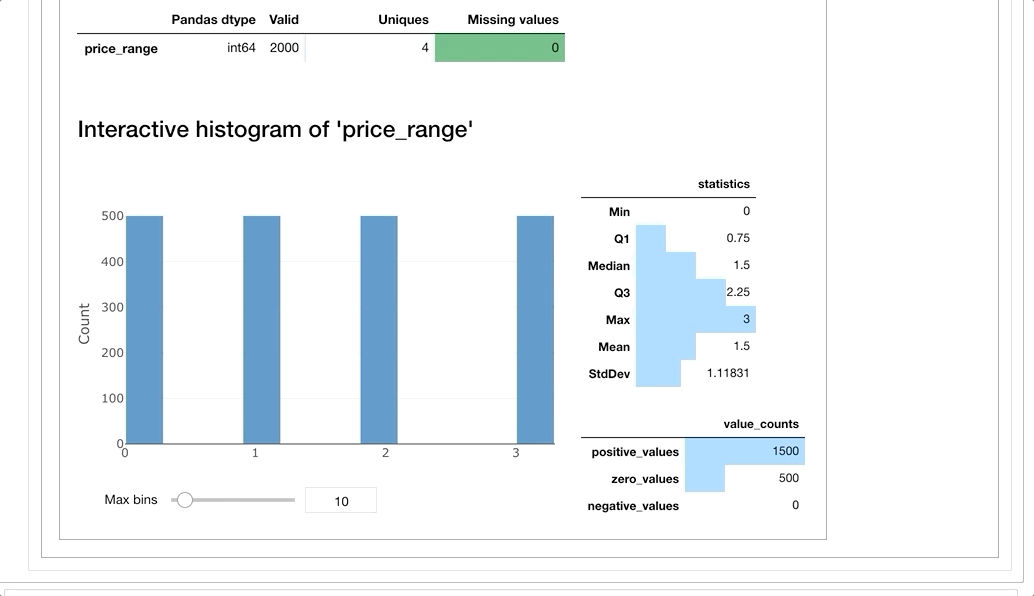 Pandas dtype Valid Uniques Missing values
price_range int64 2000 4 0
Interactive histogram of 'price_range'
statistics
Min 0
Q1 0.75
Median 1.5
Q3 2.25
Max 3
Mean 1.5
StdDev 1.11831
500
400
300
200
100
0
Count
0 1 2 3
Max bins 10
value_counts
positive_values 1500
zero_values 500
negative_values 0